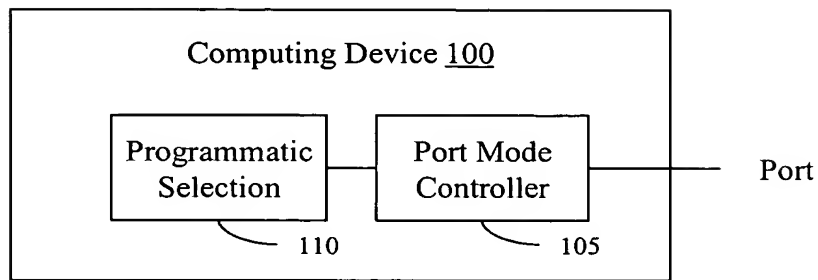 Computing Device 100
Programmatic
Selection
Port Mode
Controller
Port
110
105